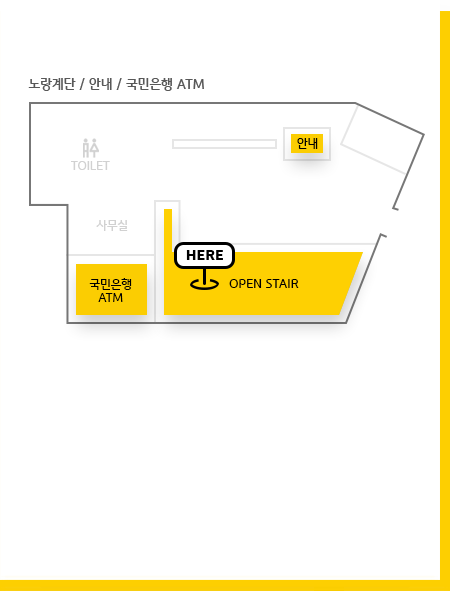 노랑계단 / 안내 / 국민은행 ATM
안내
TOILET
사무실
HERE
국민은행
ATM
OPEN STAIR